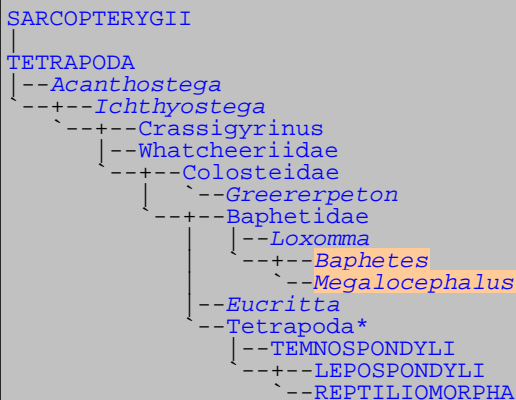 SARCOPTERYGII
|
TETRAPODA
|--Acanthostega
`--+--Ichthyostega
   `--+--Crassigyrinus
      |--Whatcheeriidae
      `--+--Colosteidae
         |  `--Greererpeton
         `--+--Baphetidae
            |  |--Loxomma
            |  `--+--Baphetes
            |     `--Megalocephalus
            |--Eucritta
            `--Tetrapoda*
               |--TEMNOSPONDYLI
               `--+--LEPOSPONDYLI
                  `--REPTILIOMORPHA